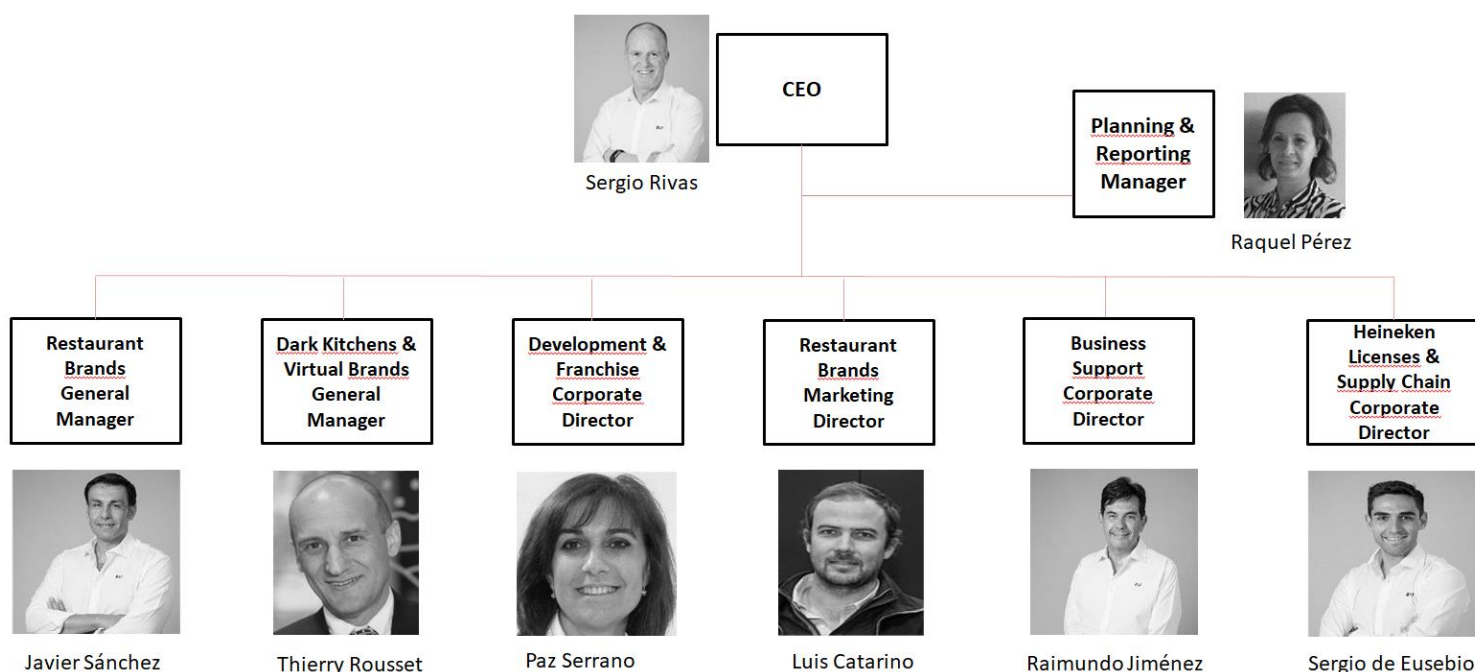 CEO
Sergio Rivas
Planning &
Reporting
Manager
Raquel Pérez
Restaurant
Brands
General
Manager
Javier Sánchez
Dark Kitchens &
Virtual Brands
General
Manager
Thierry Rousset
Development &
Franchise
Corporate
Director
Paz Serrano
Restaurant
Brands
Marketing
Director
Luis Catarino
Business
Support
Corporate
Director
Raimundo Jiménez
Heineken
Licenses &
Supply Chain
Corporate
Director
Sergio de Eusebio